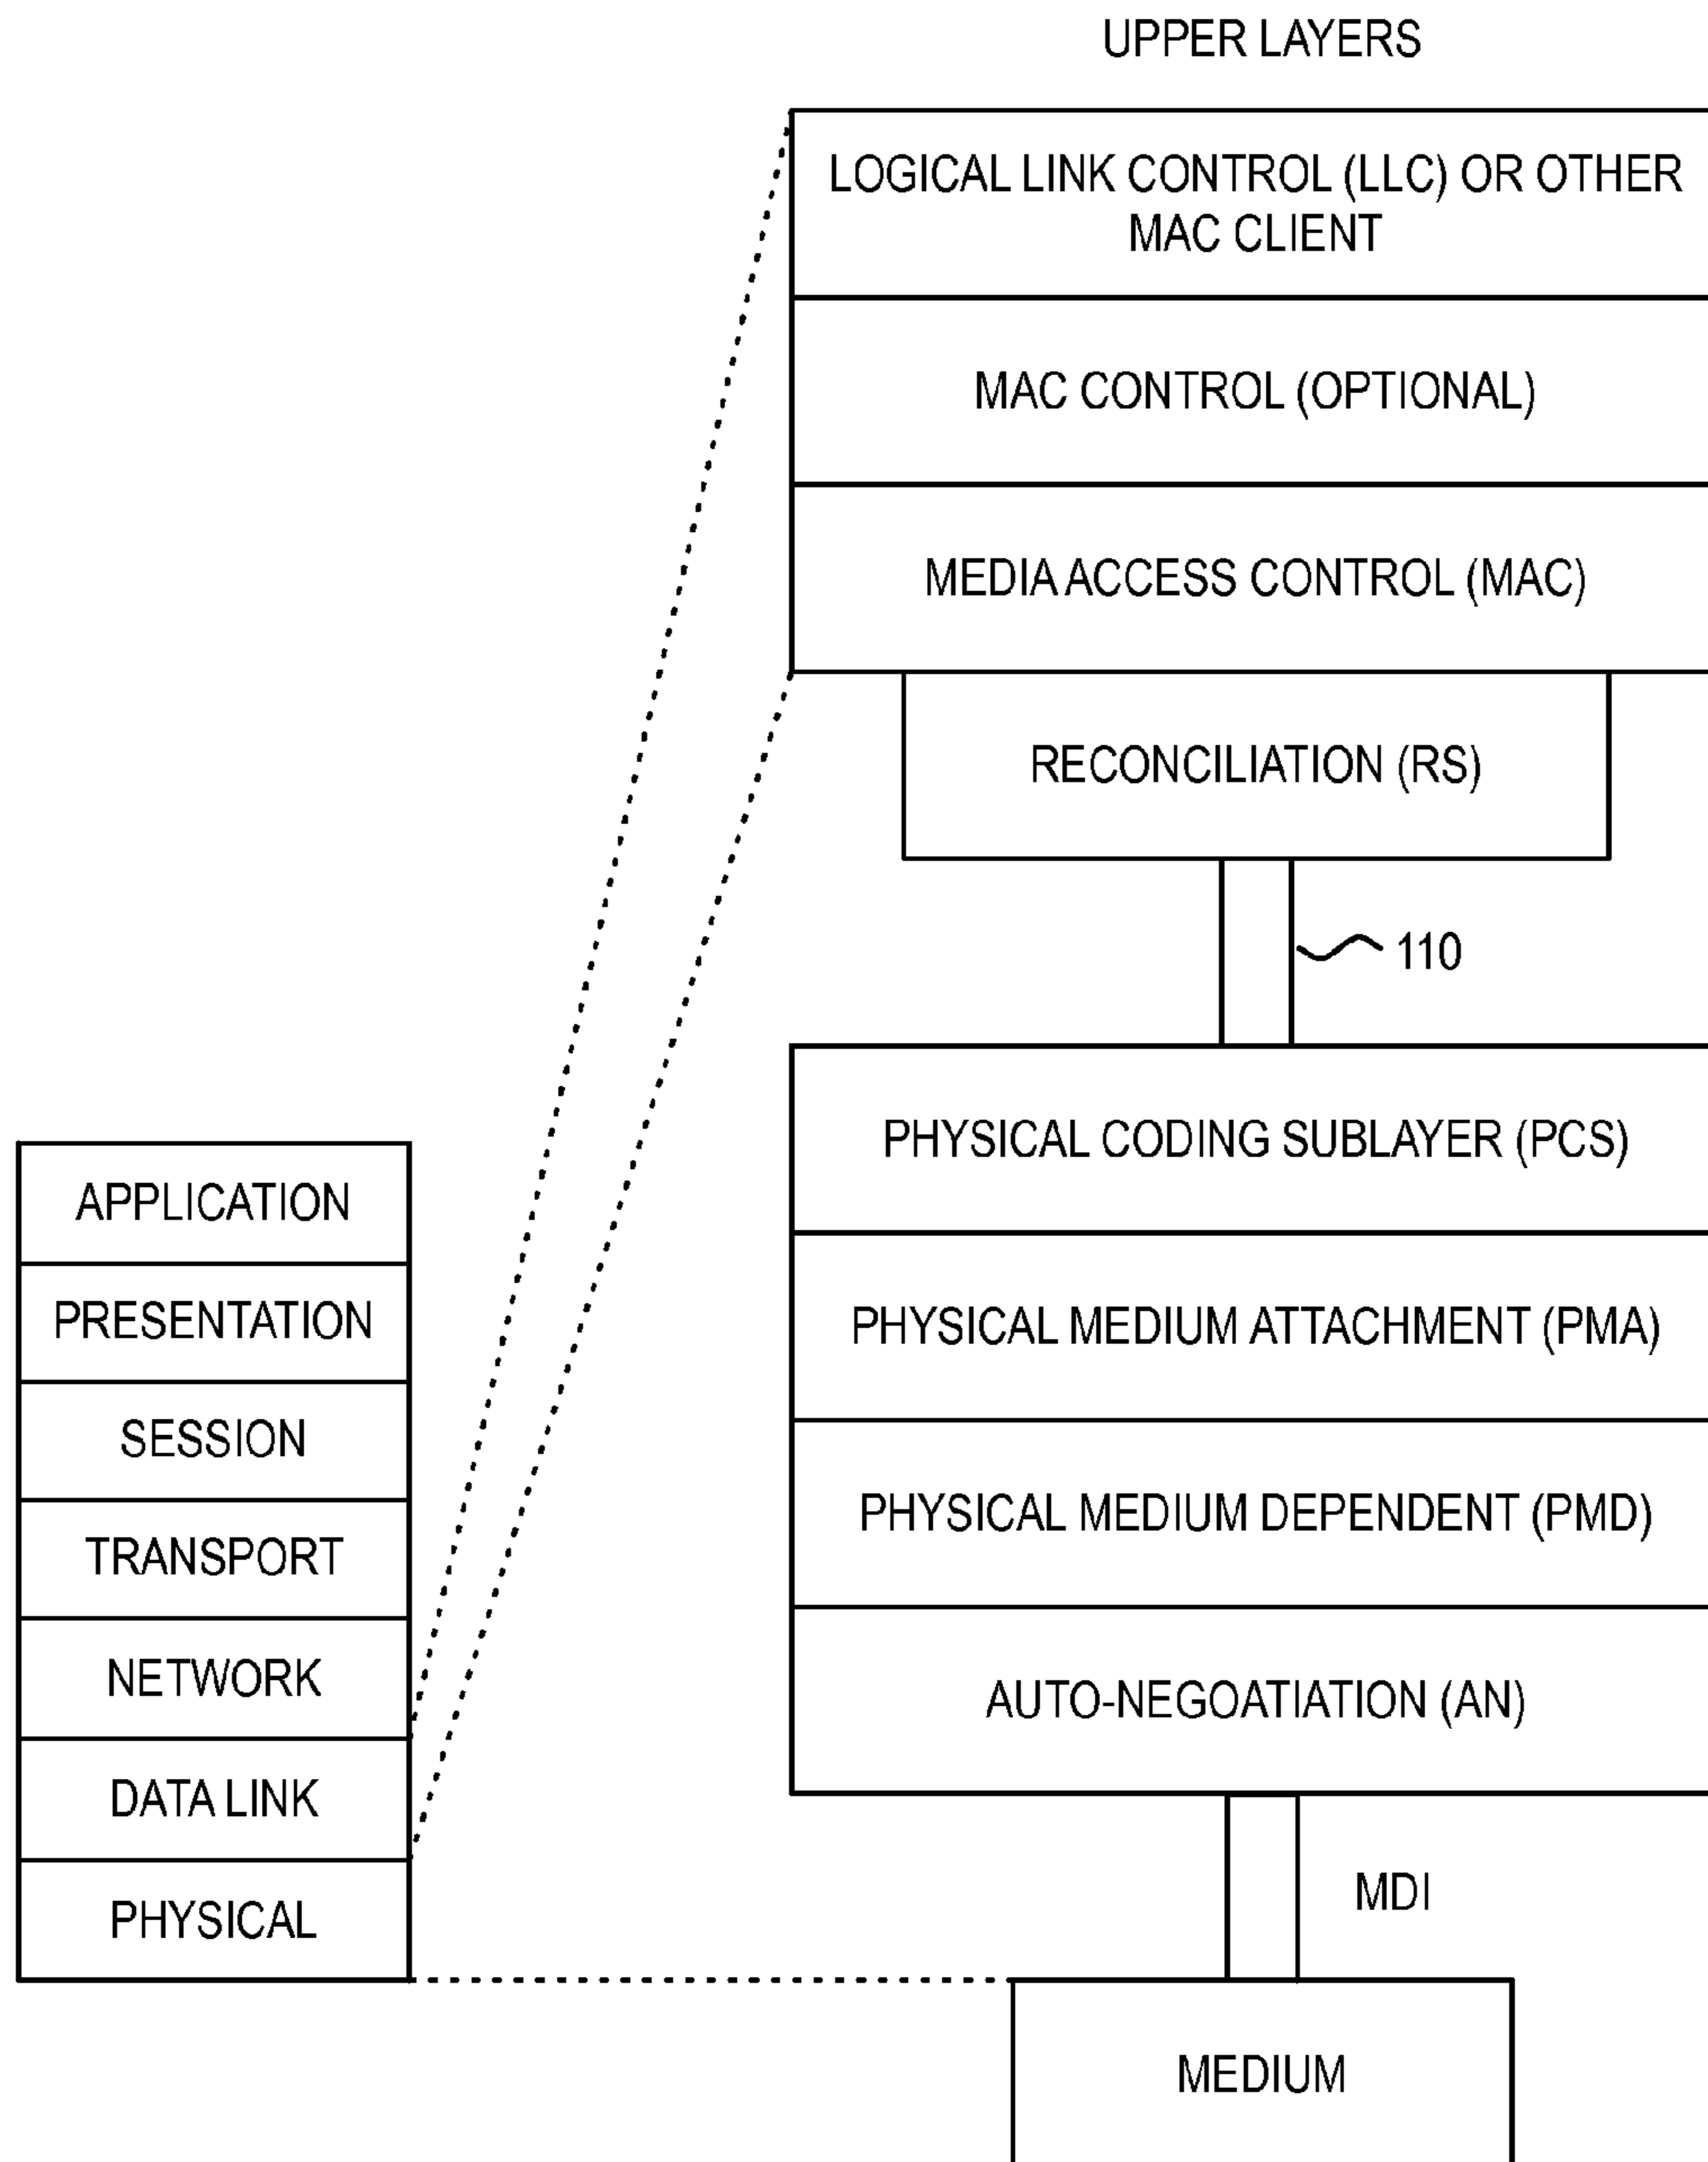 UPPER LAYERS
LOGICAL LINK CONTROL (LLC) OR OTHER
MAC CLIENT
MAC CONTROL (OPTIONAL)
MEDIA ACCESS CONTROL (MAC)
RECONCILIATION (RS)
110
PHYSICAL CODING SUBLAYER (PCS)
PHYSICAL MEDIUM ATTACHMENT (PMA)
PHYSICAL MEDIUM DEPENDENT (PMD)
AUTO-NEGOATIATION (AN)
MDI
MEDIUM
APPLICATION
PRESENTATION
SESSION
TRANSPORT
NETWORK
DATA LINK
PHYSICAL